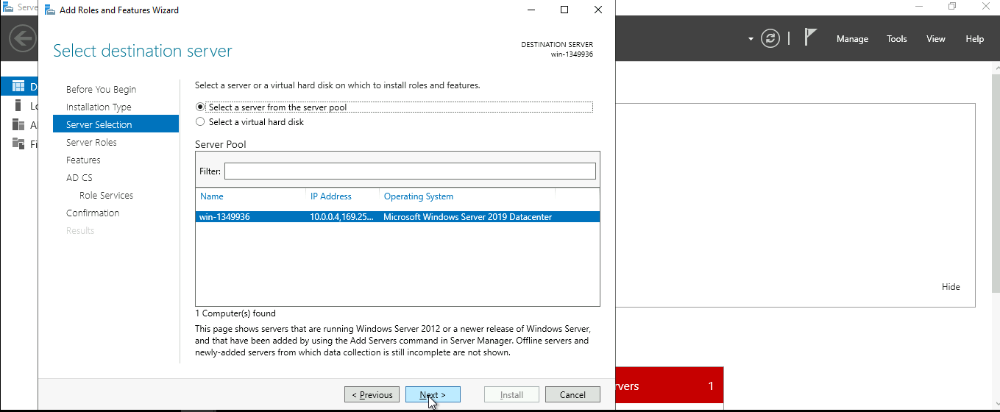 Serve
Add Roles and Features Wizard
Manage
Tools
View
Help
Select destination server
DESTINATION SERVER
win-1349936
Before You Begin
Installation Type
Server Selection
Server Roles
Features
AD CS
Role Services
Confirmation
Results
Select a server or a virtual hard disk on which to install roles and features.
Select a server from the server pool
Select a virtual hard disk
Server Pool
Filter:
Name IP Address Operating System
win-1349936 10.0.0.4,169.25... Microsoft Windows Server 2019 Datacenter
1 Computer(s) found
This page shows servers that are running Windows Server 2012 or a newer release of Windows Server,
and that have been added by using the Add Servers command in Server Manager. Offline servers and
newly-added servers from which data collection is still incomplete are not shown.
< Previous
Next >
Install
Cancel
D
Lo
A
Fi
Hide
rvers 1